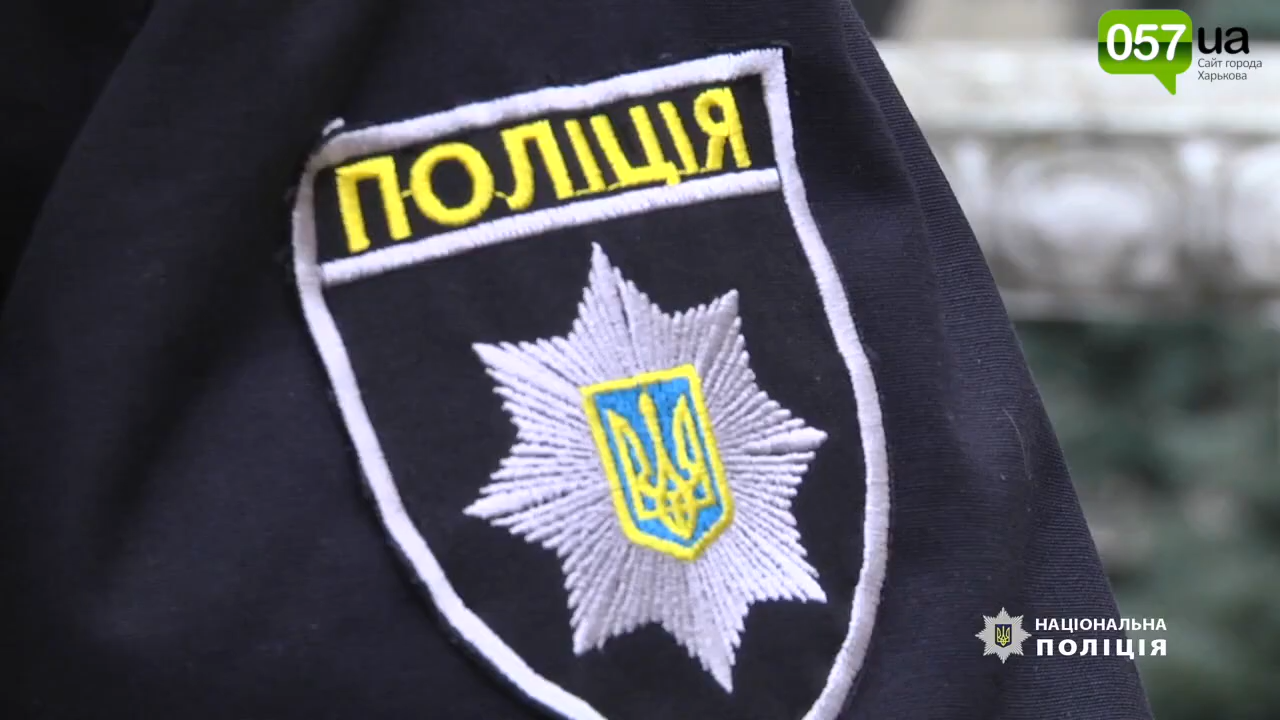 057 ua
Сайт города
Харькова
ПОЛІЦІЯ
НАЦІОНАЛЬНА
ПОЛІЦІЯ